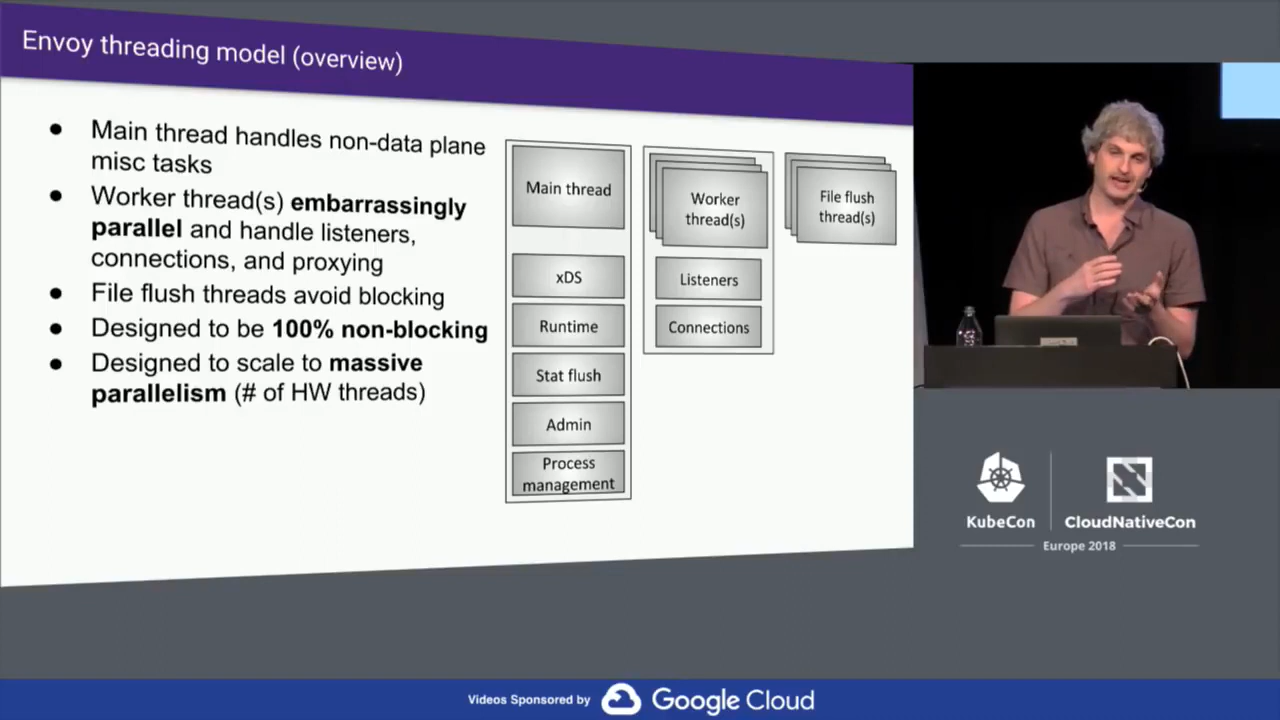 Envoy threading model (overview)
● Main thread handles non-data plane
misc tasks
● Worker thread(s) embarrassingly
parallel and handle listeners,
connections, and proxying
● File flush threads avoid blocking
● Designed to be 100% non-blocking
● Designed to scale to massive
parallelism (# of HW threads)
Main thread
xDS
Runtime
Stat flush
Admin
Process
management
Worker
thread(s)
Listeners
Connections
File flush
thread(s)
KubeCon
CloudNativeCon
Europe 2018
Videos Sponsored by
Google Cloud